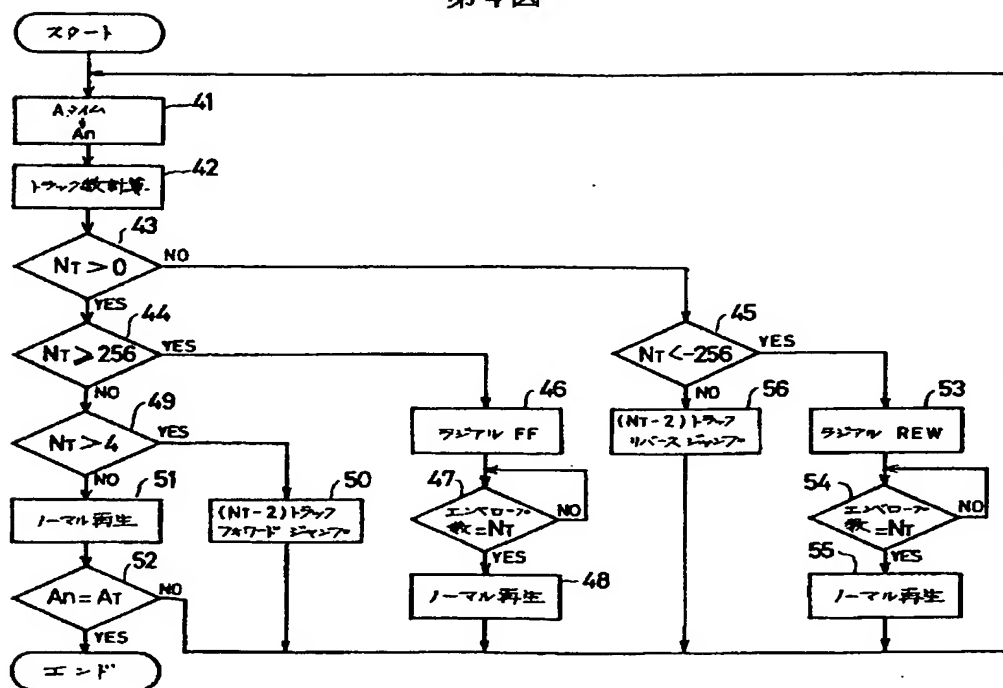 第4図
スタート
Aタイム
↓
An
41
トラック数計算
42
43
NT > 0
NO
YES
44
NT ≧ 256
YES
NO
45
NT < -256
YES
NO
49
NT > 4
YES
NO
46
ラジアル FF
56
(NT-2)トラック
リバース ジャンプ
53
ラジアル REW
51
ノーマル再生
50
(NT-2)トラック
フォワード ジャンプ
47
エンベロープ
数=NT
NO
YES
54
エンベロープ
数=NT
NO
YES
52
An = AT
NO
YES
48
ノーマル再生
55
ノーマル再生
エンド